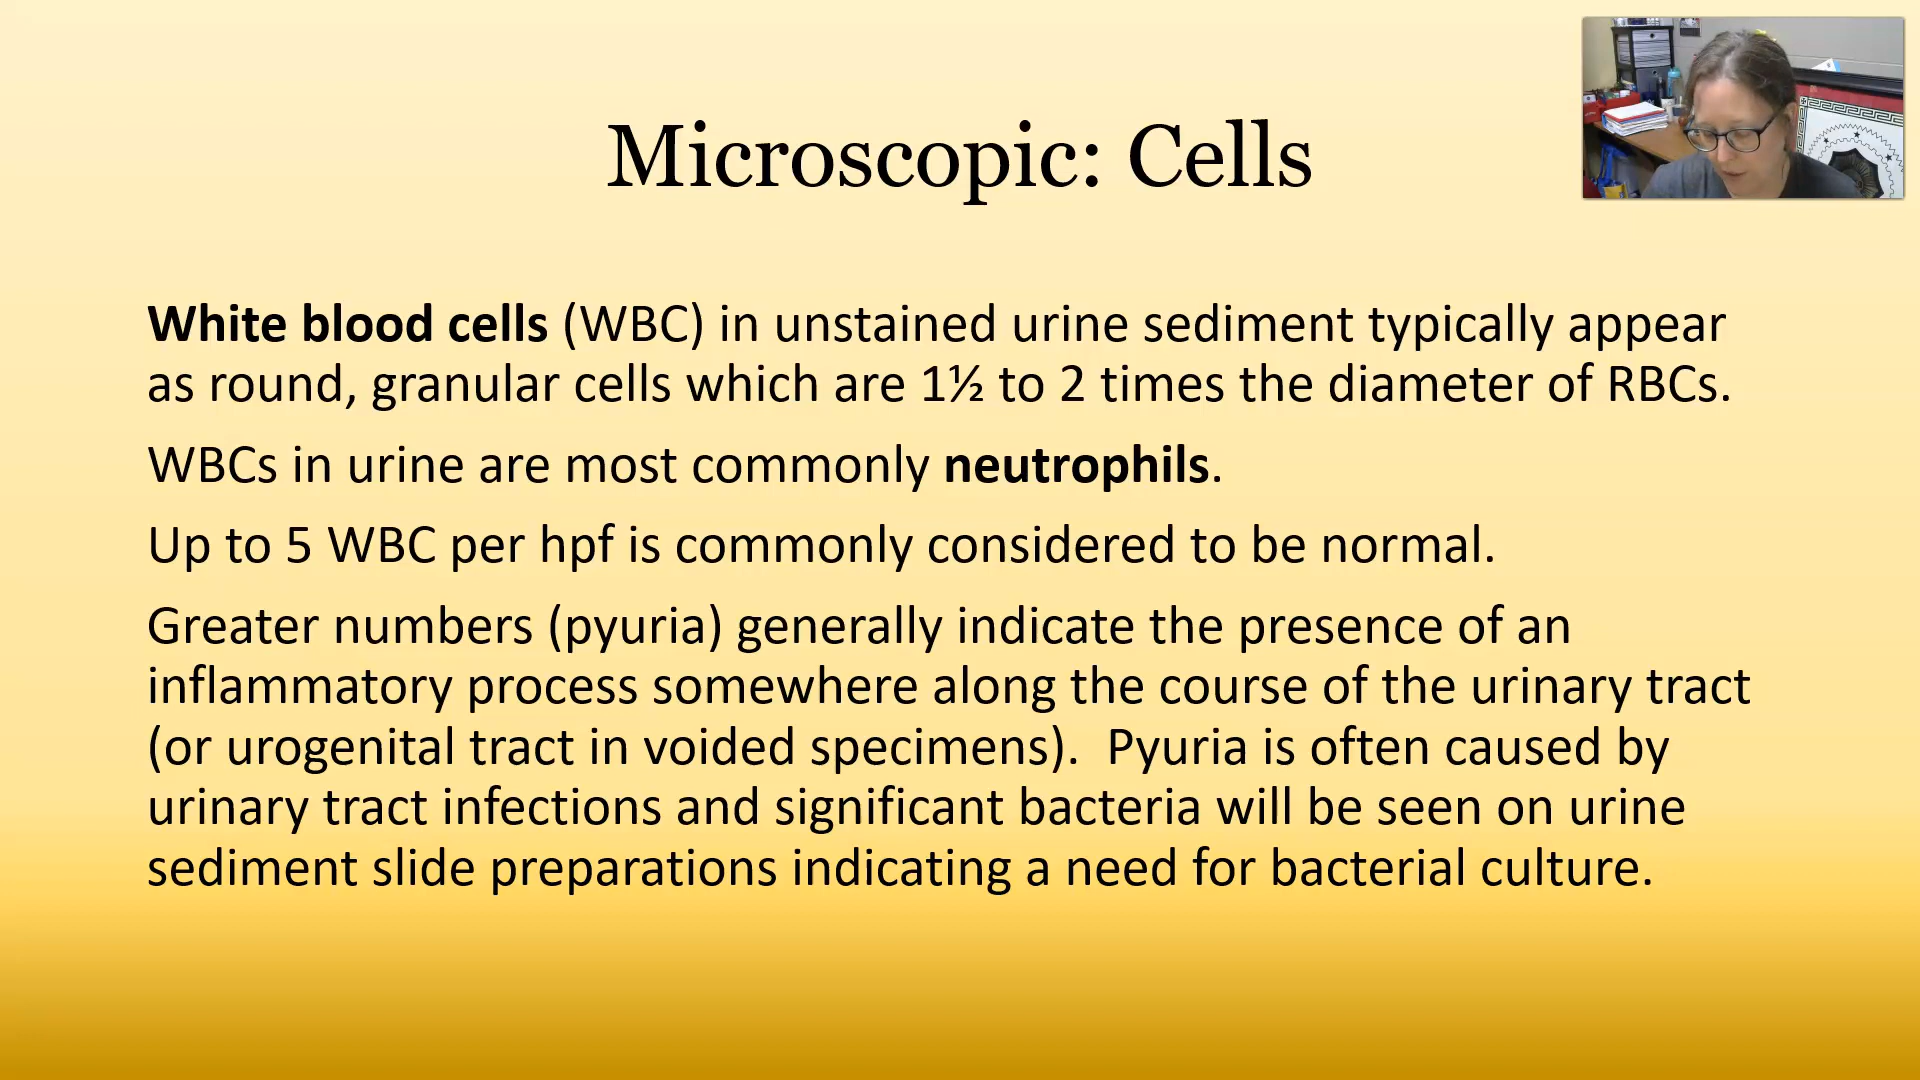 Microscopic: Cells
White blood cells (WBC) in unstained urine sediment typically appear
as round, granular cells which are 1½ to 2 times the diameter of RBCs.
WBCs in urine are most commonly neutrophils.
Up to 5 WBC per hpf is commonly considered to be normal.
Greater numbers (pyuria) generally indicate the presence of an
inflammatory process somewhere along the course of the urinary tract
(or urogenital tract in voided specimens).  Pyuria is often caused by
urinary tract infections and significant bacteria will be seen on urine
sediment slide preparations indicating a need for bacterial culture.